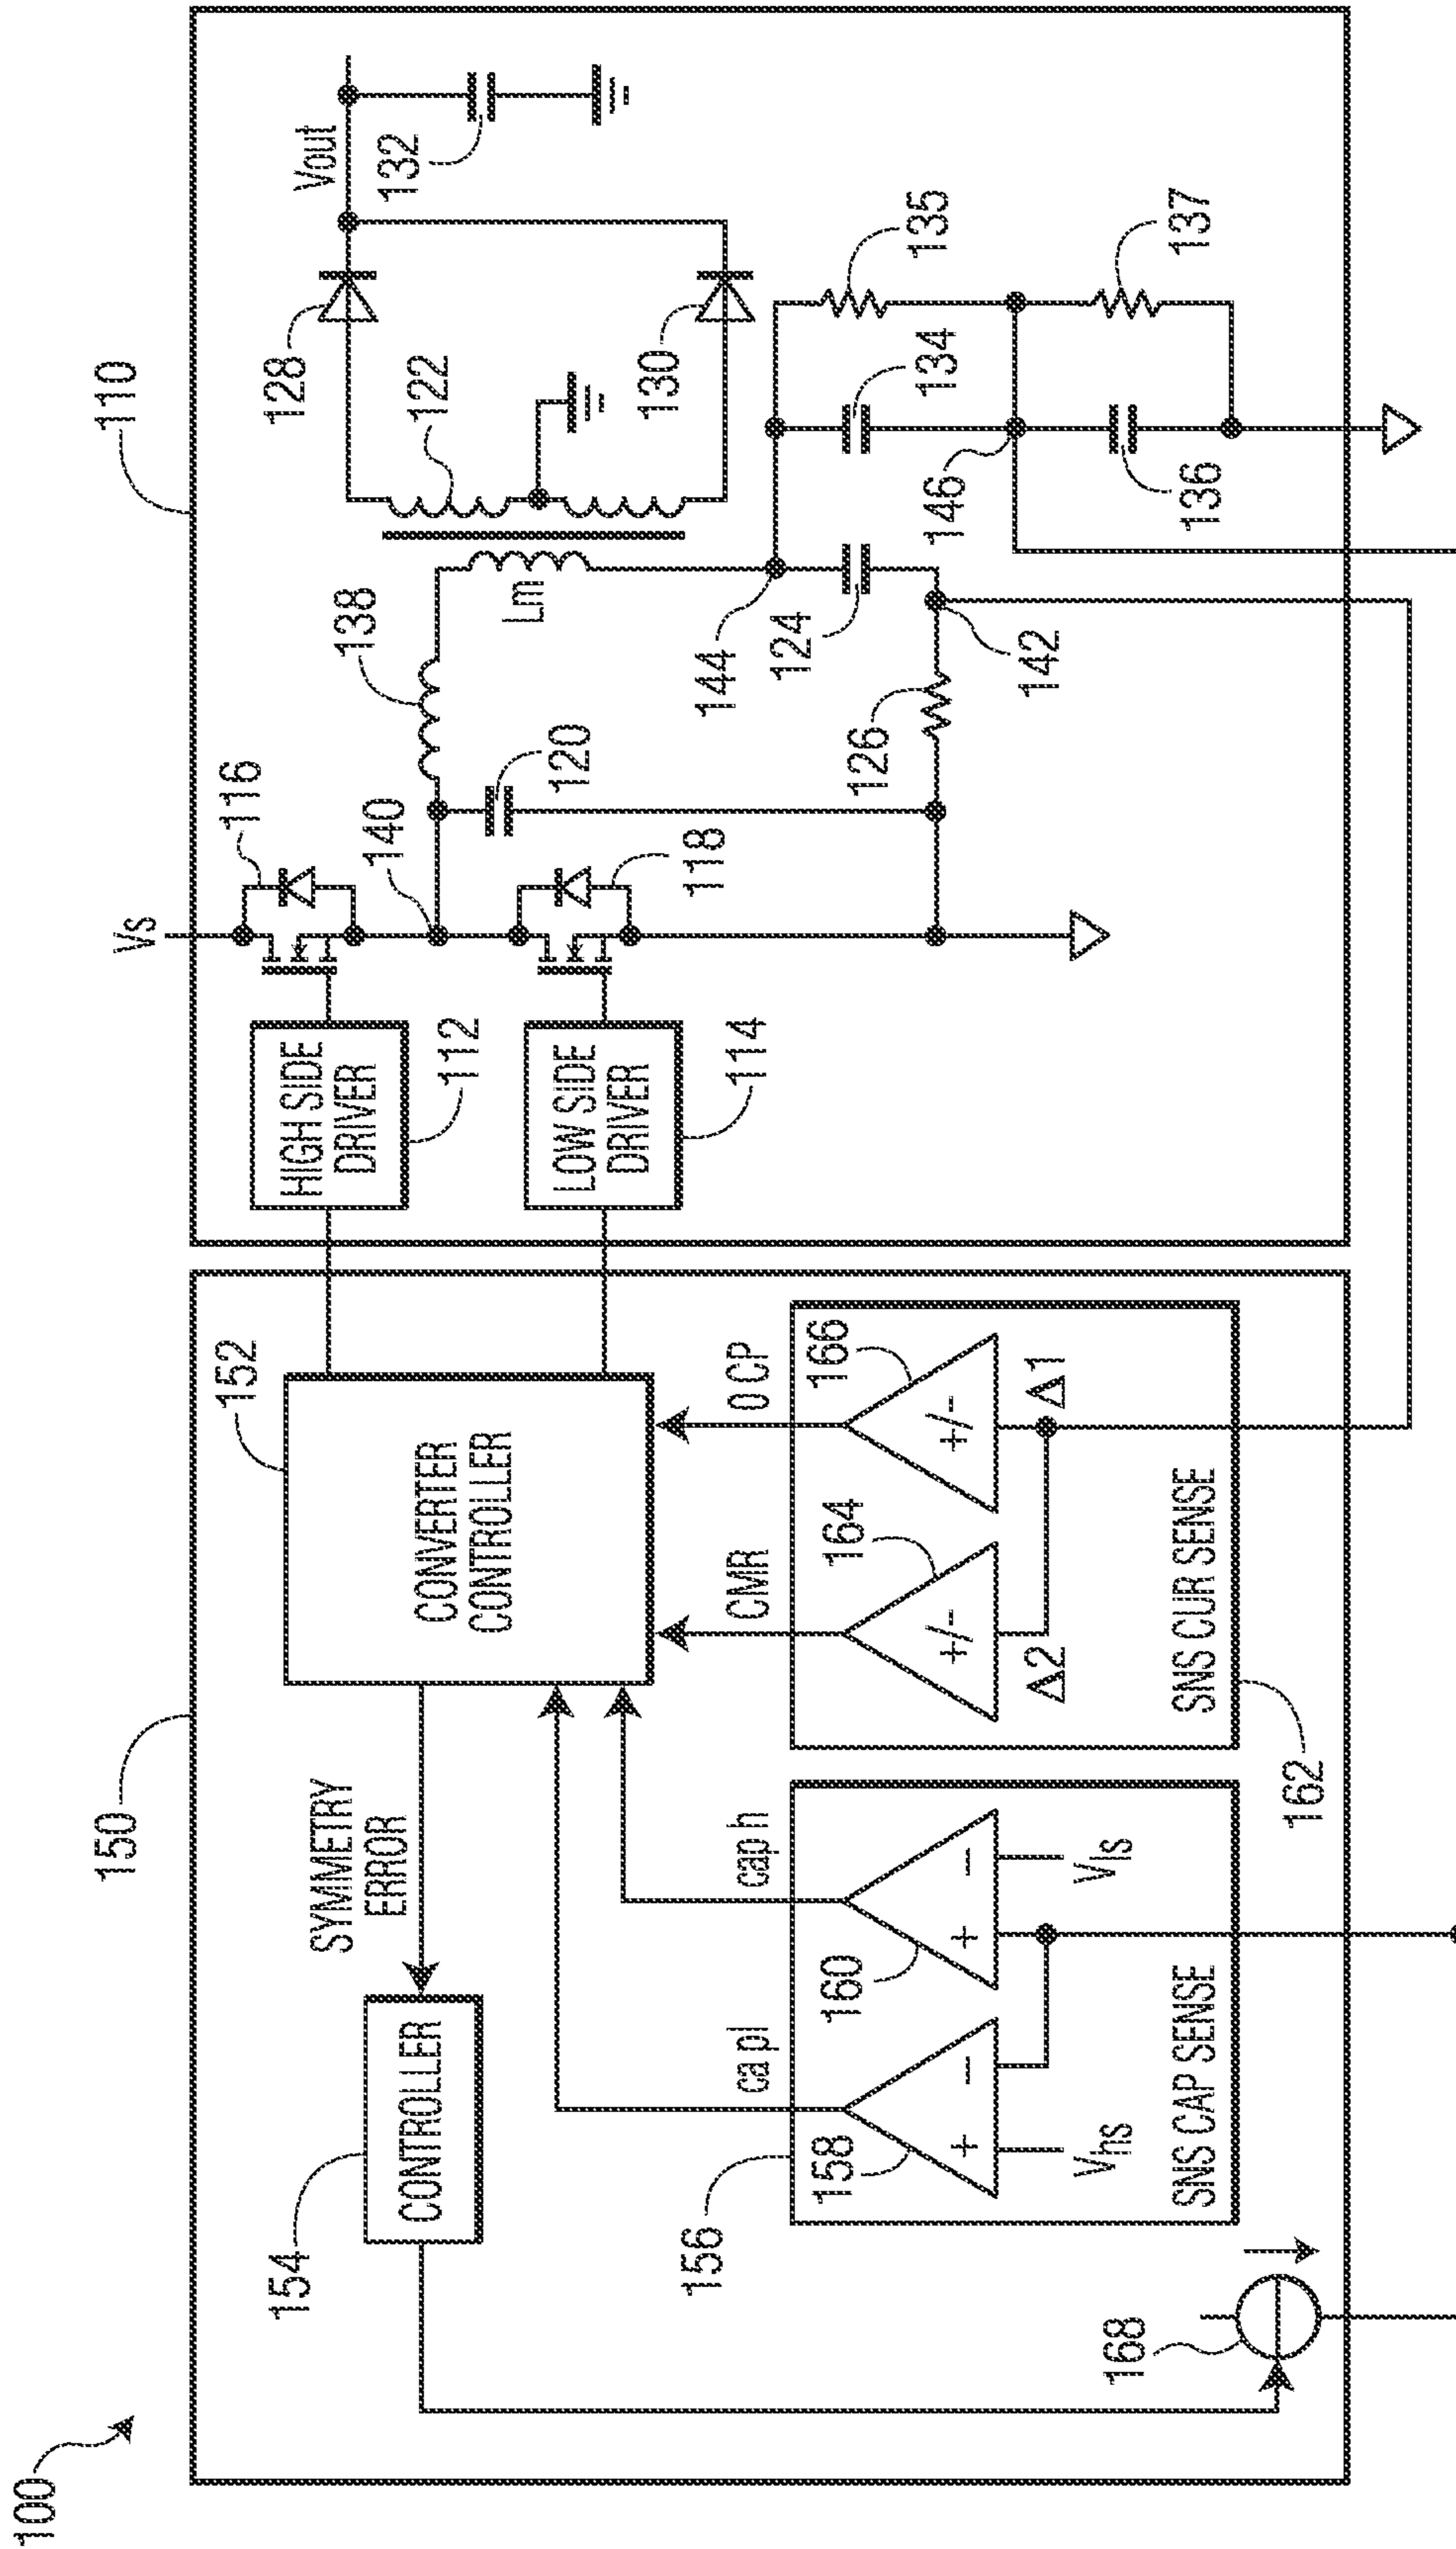 100
150
110
152
154
SYMMETRY
ERROR
CONTROLLER
CONVERTER
CONTROLLER
HIGH SIDE
DRIVER
112
LOW SIDE
DRIVER
114
Vs
116
140
118
120
138
Lm
128
122
130
Vout
132
144
124
126
142
146
134
135
136
137
ca pl
cap h
CMR
O CP
156
158
+ −
Vhs
160
+ −
Vls
SNS CAP SENSE
164
+/-
Δ2
166
+/-
Δ1
SNS CUR SENSE
162
168